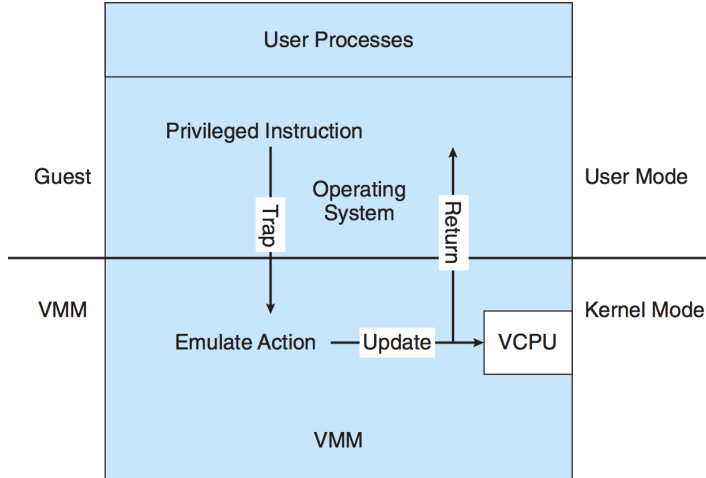 User Processes
Privileged Instruction
Guest
Operating
System
User Mode
Trap
Return
VMM
Kernel Mode
Emulate Action
Update
VCPU
VMM